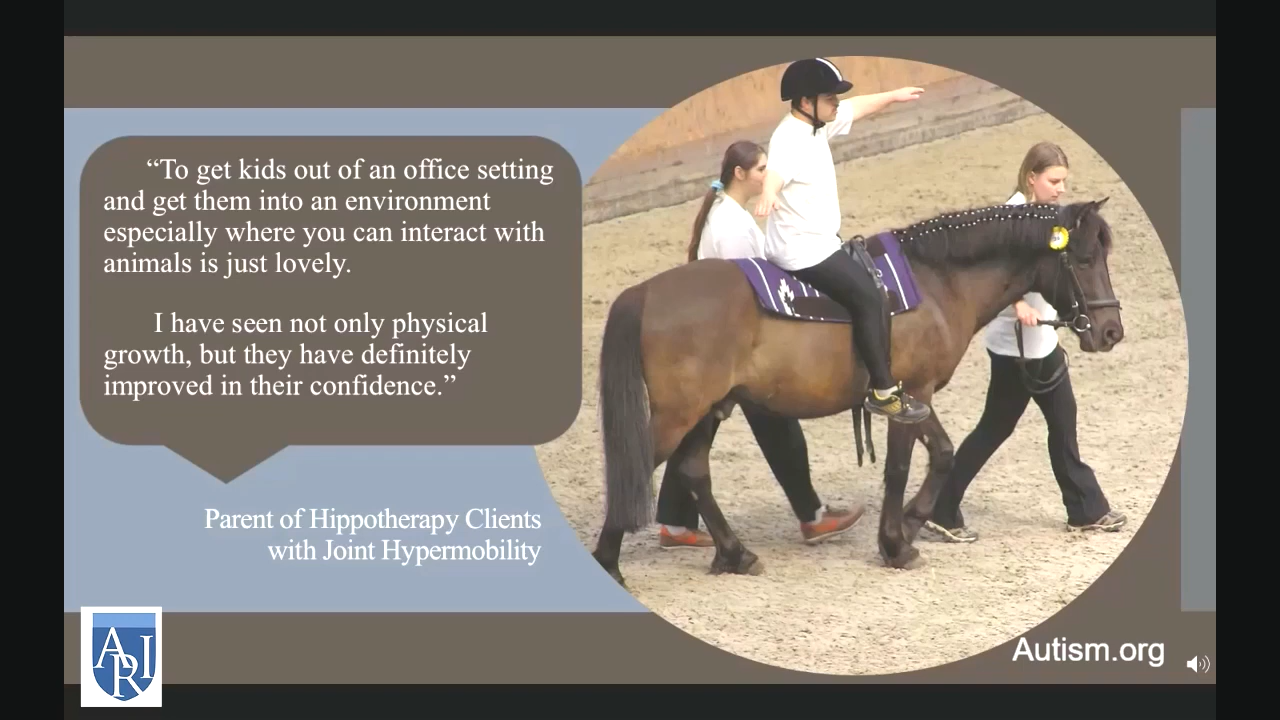 “To get kids out of an office setting
and get them into an environment
especially where you can interact with
animals is just lovely.
I have seen not only physical
growth, but they have definitely
improved in their confidence.”
Parent of Hippotherapy Clients
with Joint Hypermobility
ARI
Autism.org